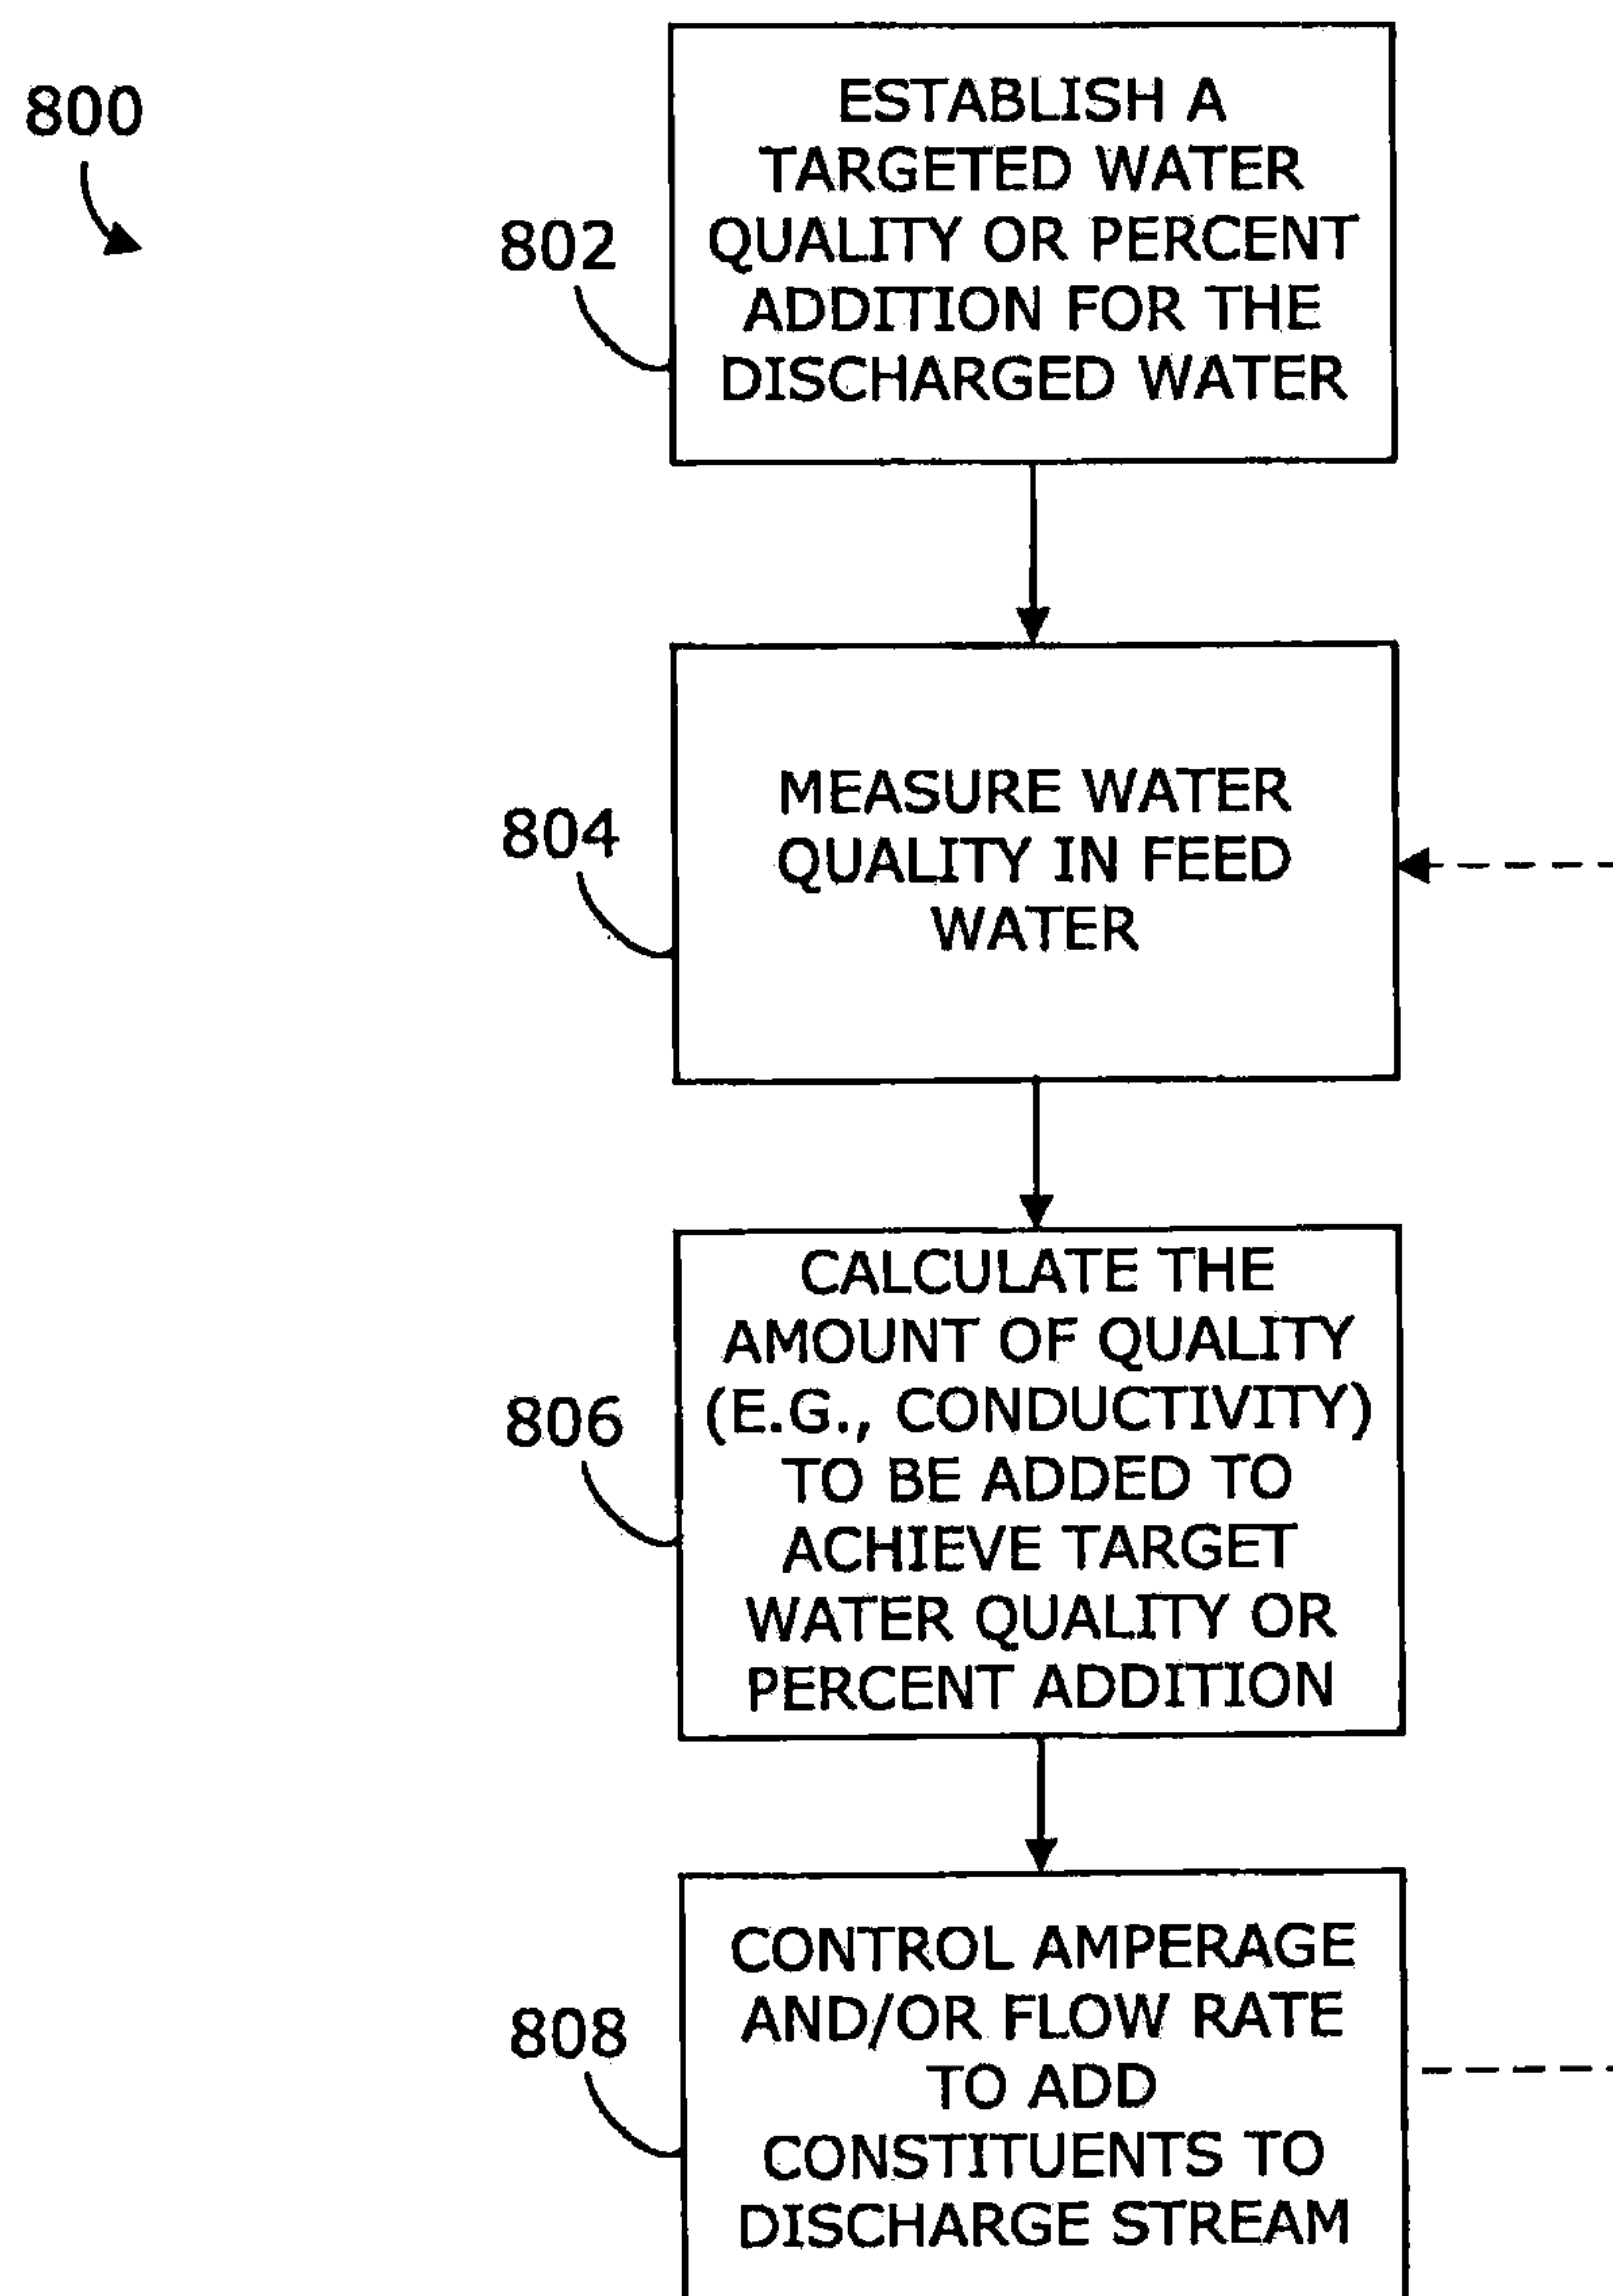 800
802
ESTABLISH A
TARGETED WATER
QUALITY OR PERCENT
ADDITION FOR THE
DISCHARGED WATER
804
MEASURE WATER
QUALITY IN FEED
WATER
806
CALCULATE THE
AMOUNT OF QUALITY
(E.G., CONDUCTIVITY)
TO BE ADDED TO
ACHIEVE TARGET
WATER QUALITY OR
PERCENT ADDITION
808
CONTROL AMPERAGE
AND/OR FLOW RATE
TO ADD
CONSTITUENTS TO
DISCHARGE STREAM